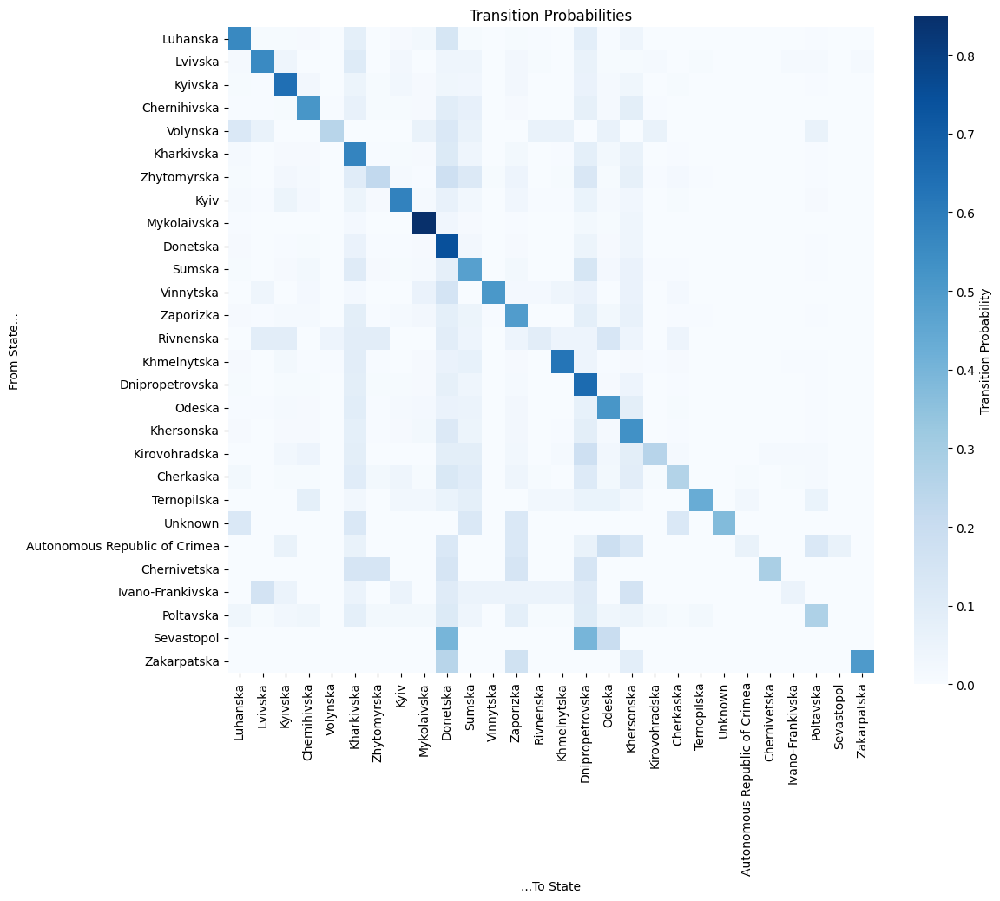 Transition Probabilities
Luhanska
Lvivska
Kyivska
Chernihivska
Volynska
Kharkivska
Zhytomyrska
Kyiv
Mykolaivska
Donetska
Sumska
Vinnytska
Zaporizka
Rivnenska
Khmelnytska
Dnipropetrovska
Odeska
Khersonska
Kirovohradska
Cherkaska
Ternopilska
Unknown
Autonomous Republic of Crimea
Chernivetska
Ivano-Frankivska
Poltavska
Sevastopol
Zakarpatska
From State...
Luhanska
Lvivska
Kyivska
Chernihivska
Volynska
Kharkivska
Zhytomyrska
Kyiv
Mykolaivska
Donetska
Sumska
Vinnytska
Zaporizka
Rivnenska
Khmelnytska
Dnipropetrovska
Odeska
Khersonska
Kirovohradska
Cherkaska
Ternopilska
Unknown
Autonomous Republic of Crimea
Chernivetska
Ivano-Frankivska
Poltavska
Sevastopol
Zakarpatska
...To State
0.8
0.7
0.6
0.5
0.4
0.3
0.2
0.1
0.0
Transition Probability